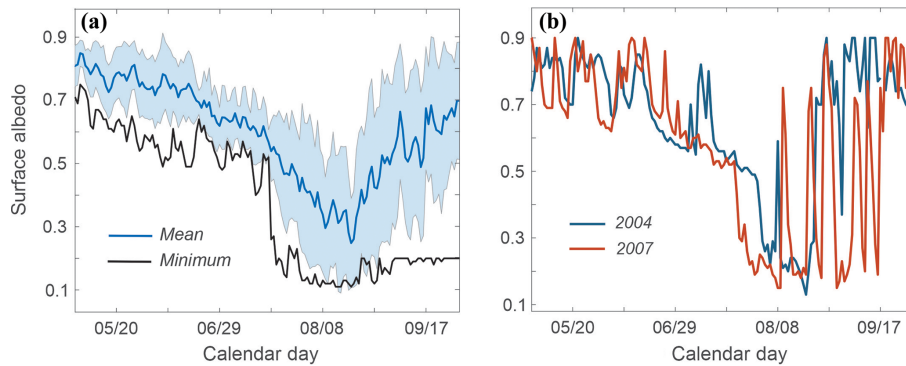 (a)
0.9
0.7
0.5
0.3
0.1
Surface albedo
Mean
Minimum
05/20 06/29 08/08 09/17
Calendar day
(b)
0.9
0.7
0.5
0.3
0.1
2004
2007
05/20 06/29 08/08 09/17
Calendar day